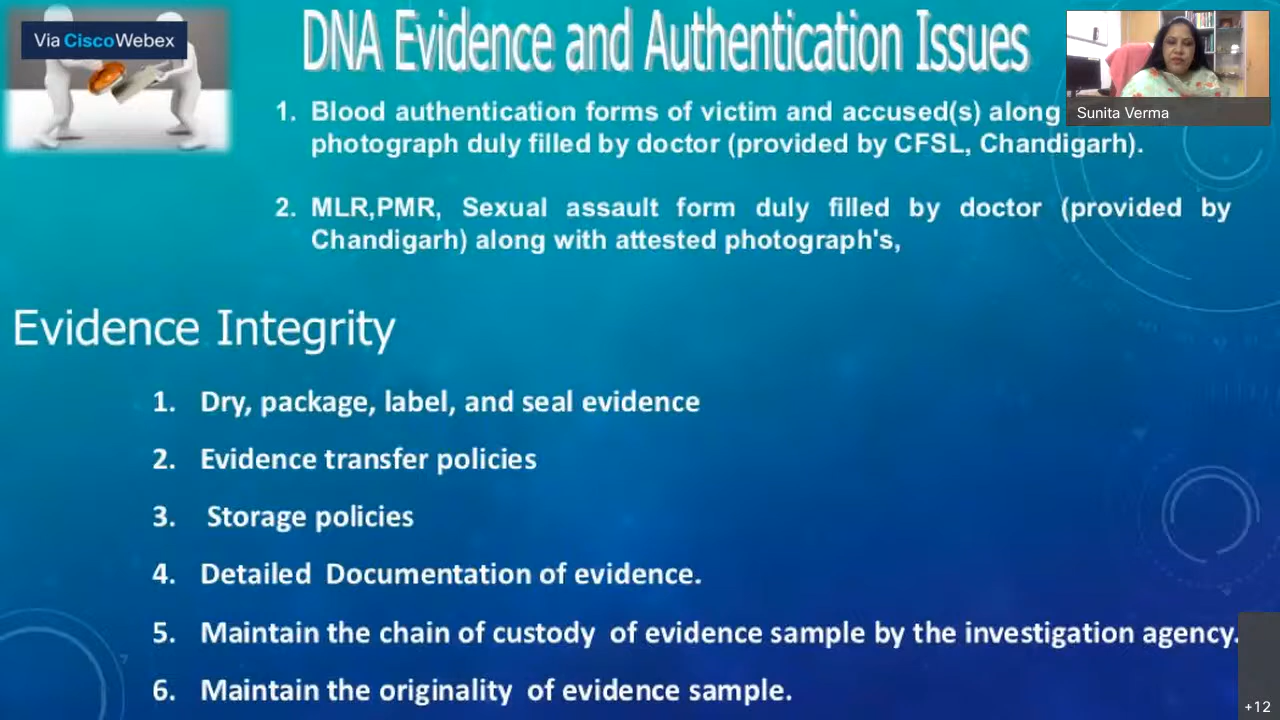 Via CiscoWebex
DNA Evidence and Authentication Issues
Sunita Verma
1. Blood authentication forms of victim and accused(s) along
photograph duly filled by doctor (provided by CFSL, Chandigarh).
2. MLR,PMR, Sexual assault form duly filled by doctor (provided by
Chandigarh) along with attested photograph's,
Evidence Integrity
1. Dry, package, label, and seal evidence
2. Evidence transfer policies
3. Storage policies
4. Detailed Documentation of evidence.
5. Maintain the chain of custody of evidence sample by the investigation agency.
6. Maintain the originality of evidence sample.
+12